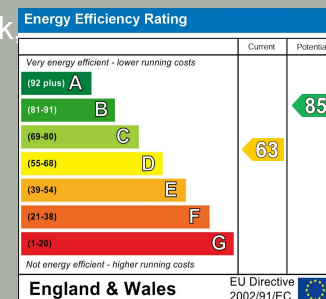 k.
Energy Efficiency Rating
Current
Very energy efficient - lower running costs
(92 plus) A
(81-91) B
85
(69-80) C
63
(55-68) D
(39-54) E
(21-38) F
(1-20) G
Not energy efficient - higher running costs
England & Wales
EU Directive
2002/91/EC